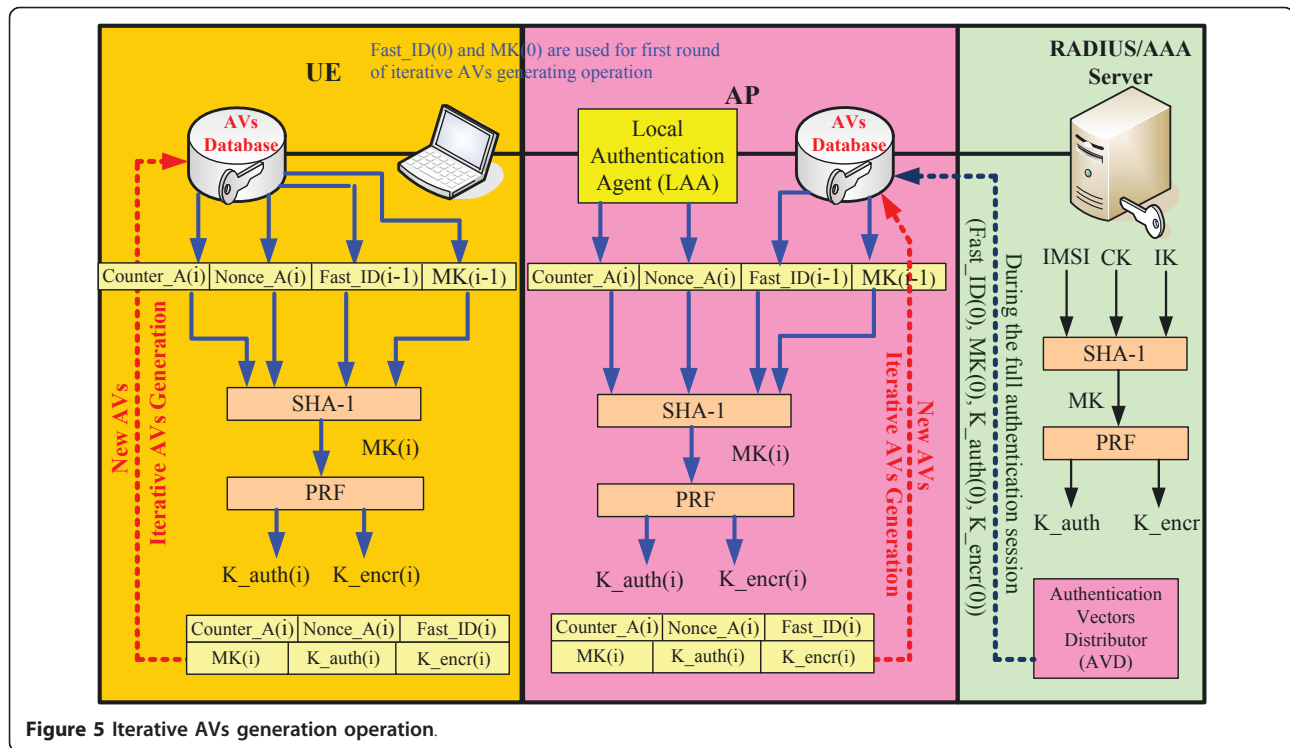 Fast_ID(0) and MK(0) are used for first round
of iterative AVs generating operation
UE
AVs
Database
Counter_A(i) Nonce_A(i) Fast_ID(i-1) MK(i-1)
SHA-1
MK(i)
PRF
K_auth(i) K_encr(i)
Counter_A(i) Nonce_A(i) Fast_ID(i)
MK(i) K_auth(i) K_encr(i)
New AVs
Iterative AVs Generation
AP
Local
Authentication
Agent (LAA)
AVs
Database
Counter_A(i) Nonce_A(i) Fast_ID(i-1) MK(i-1)
SHA-1
MK(i)
PRF
K_auth(i) K_encr(i)
Counter_A(i) Nonce_A(i) Fast_ID(i)
MK(i) K_auth(i) K_encr(i)
New AVs
Iterative AVs Generation
RADIUS/AAA
Server
During the full authentication session
(Fast_ID(0), MK(0), K_auth(0), K_encr(0))
IMSI CK IK
SHA-1
MK
PRF
K_auth K_encr
Authentication
Vectors
Distributor
(AVD)
Figure 5 Iterative AVs generation operation.